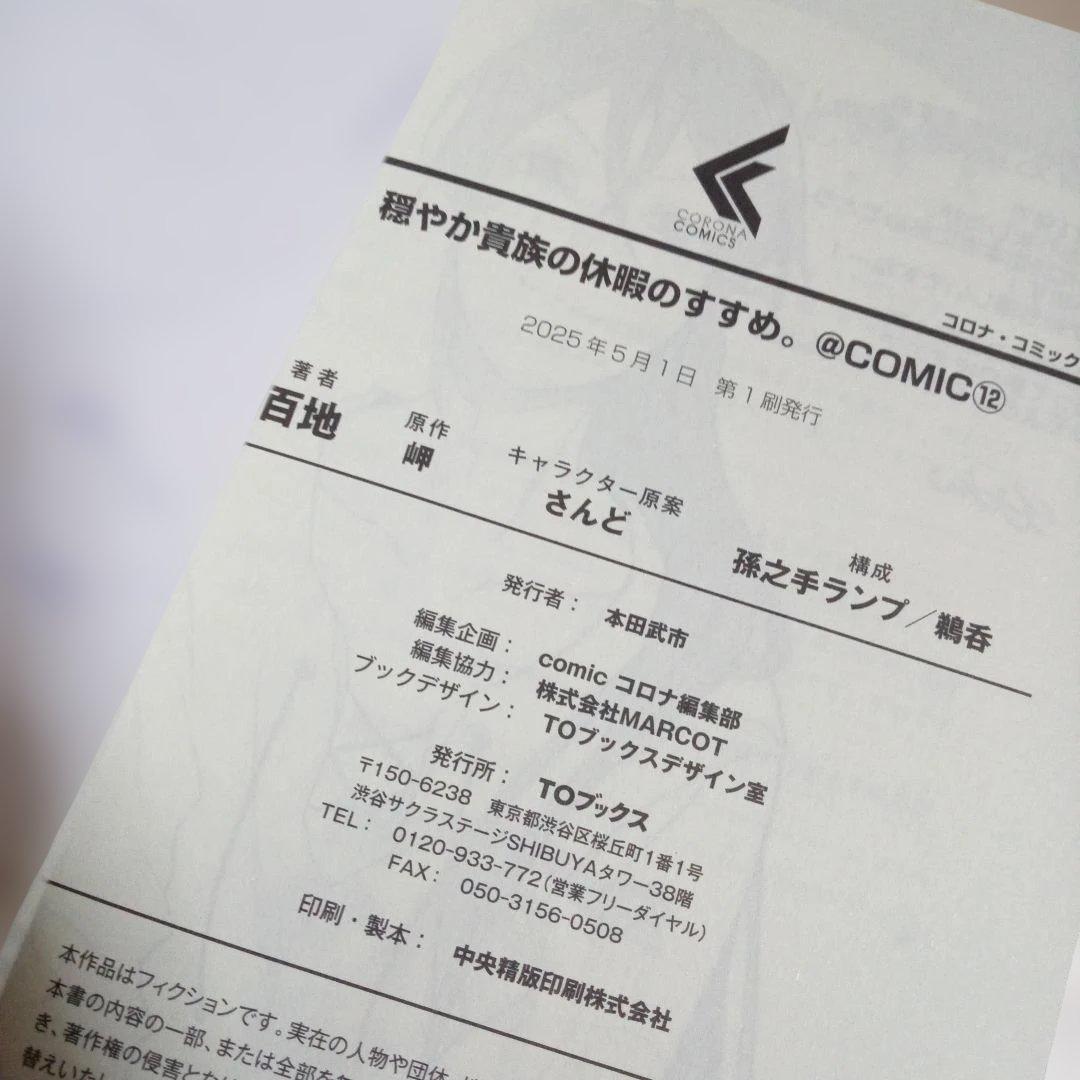 CORONA
COMICS
コロナ・コミック
穏やか貴族の休暇のすすめ。@COMIC⑫
2025年5月1日 第1刷発行
著者
百地
原作
岬
キャラクター原案
さんど
構成
孫之手ランプ/鵜呑
発行者: 本田武市
編集企画: comic コロナ編集部
編集協力: 株式会社MARCOT
ブックデザイン: TOブックスデザイン室
発行所: TOブックス
〒150-6238 東京都渋谷区桜丘町1番1号
渋谷サクラステージSHIBUYAタワー38階
TEL: 0120-933-772(営業フリーダイヤル)
FAX: 050-3156-0508
印刷・製本: 中央精版印刷株式会社
本作品はフィクションです。実在の人物や団体
本書の内容の一部、または全部を
き、著作権の侵害とな
替えいた